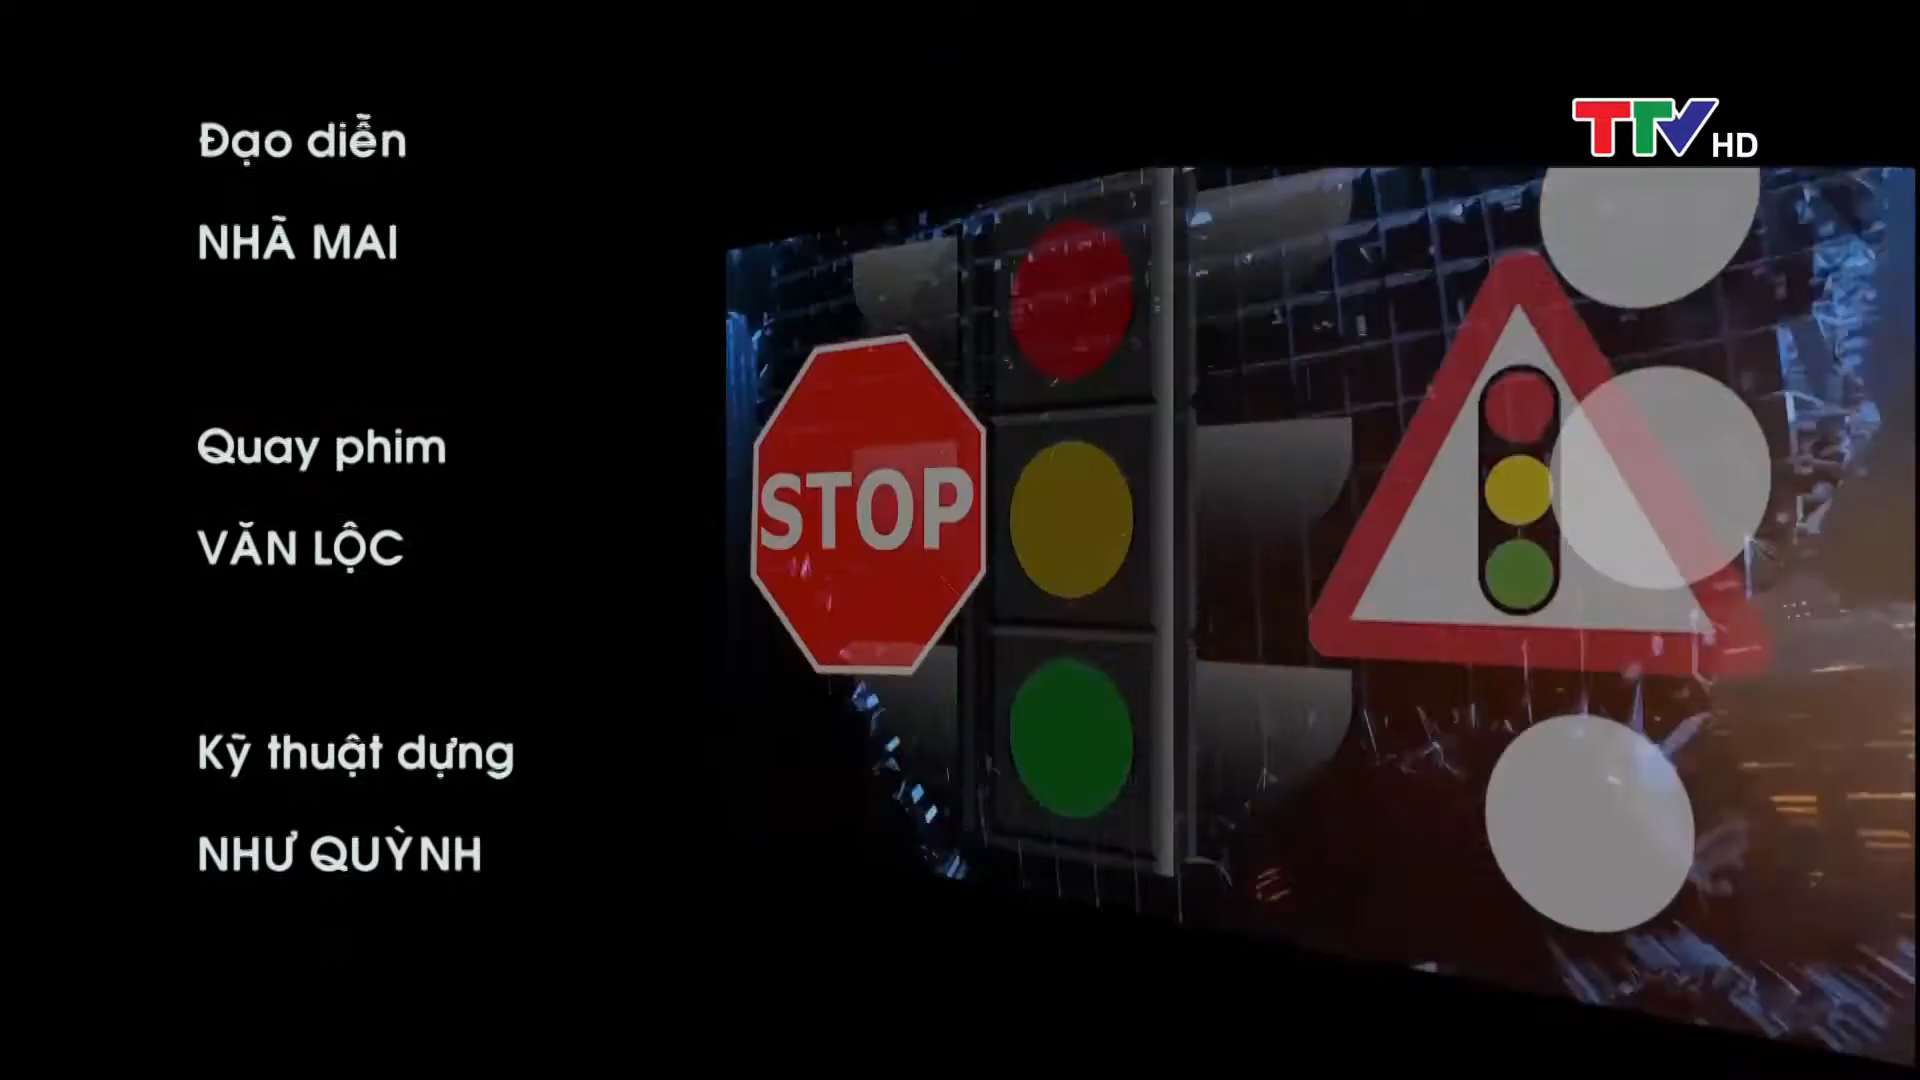 Đạo diễn
NHÃ MAI
Quay phim
VĂN LỘC
Kỹ thuật dựng
NHƯ QUỲNH
TTV HD
STOP